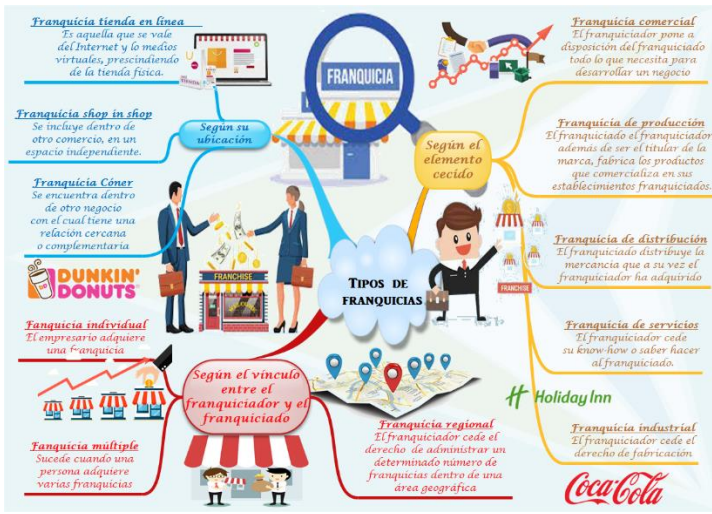 Franquicia tienda en línea
Es aquella que se vale
del Internet y lo medios
virtuales, prescindiendo
de la tienda física.
Franquicia shop in shop
Se incluye dentro de
otro comercio, en un
espacio independiente.
Franquicia Cóner
Se encuentra dentro
de otro negocio
con el cual tiene una
relación cercana
o complementaria
Según su
ubicación
DUNKIN'
DONUTS
FRANQUICIA
FRANCHISE
TIPOS DE
FRANQUICIAS
Según el
elemento
cecido
Franquicia comercial
El franquiciador pone a
disposición del franquiciado
todo lo que necesita para
desarrollar un negocio
Franquicia de producción
El franquiciado el franquiciador
además de ser el titular de la
marca, fabrica los productos
que comercializa en sus
establecimientos franquiciados.
Franquicia de distribución
El franquiciado distribuye la
mercancia que a su vez el
franquiciador ha adquirido
FRANCHISE
Franquicia de servicios
El franquiciador cede
su know-how o saber hacer
al franquiciado.
Holiday Inn
Franquicia industrial
El franquiciador cede el
derecho de fabricación
Coca-Cola
Fanquicia individual
El empresario adquiere
una franquicia
Según el vínculo
entre el
franquiciador y el
franquiciado
Fanquicia múltiple
Sucede cuando una
persona adquiere
varias franquicias
Franquicia regional
El franquiciador cede el
derecho de administrar un
determinado número de
franquicias dentro de una
área geográfica